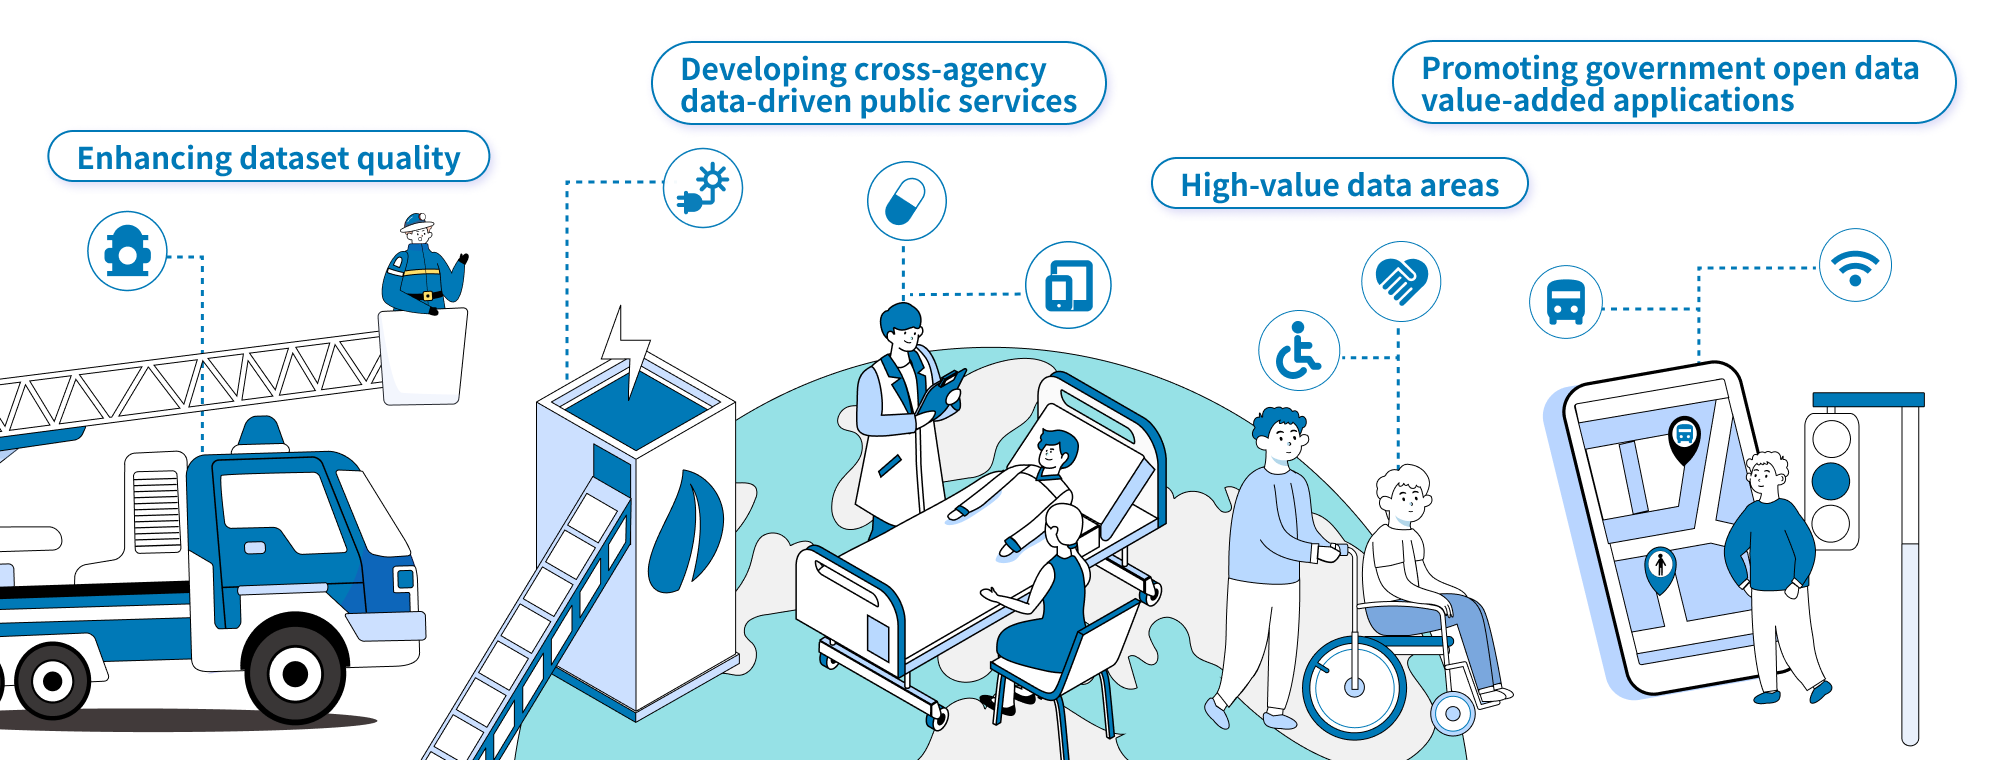 Enhancing dataset quality
Developing cross-agency
data-driven public services
High-value data areas
Promoting government open data
value-added applications